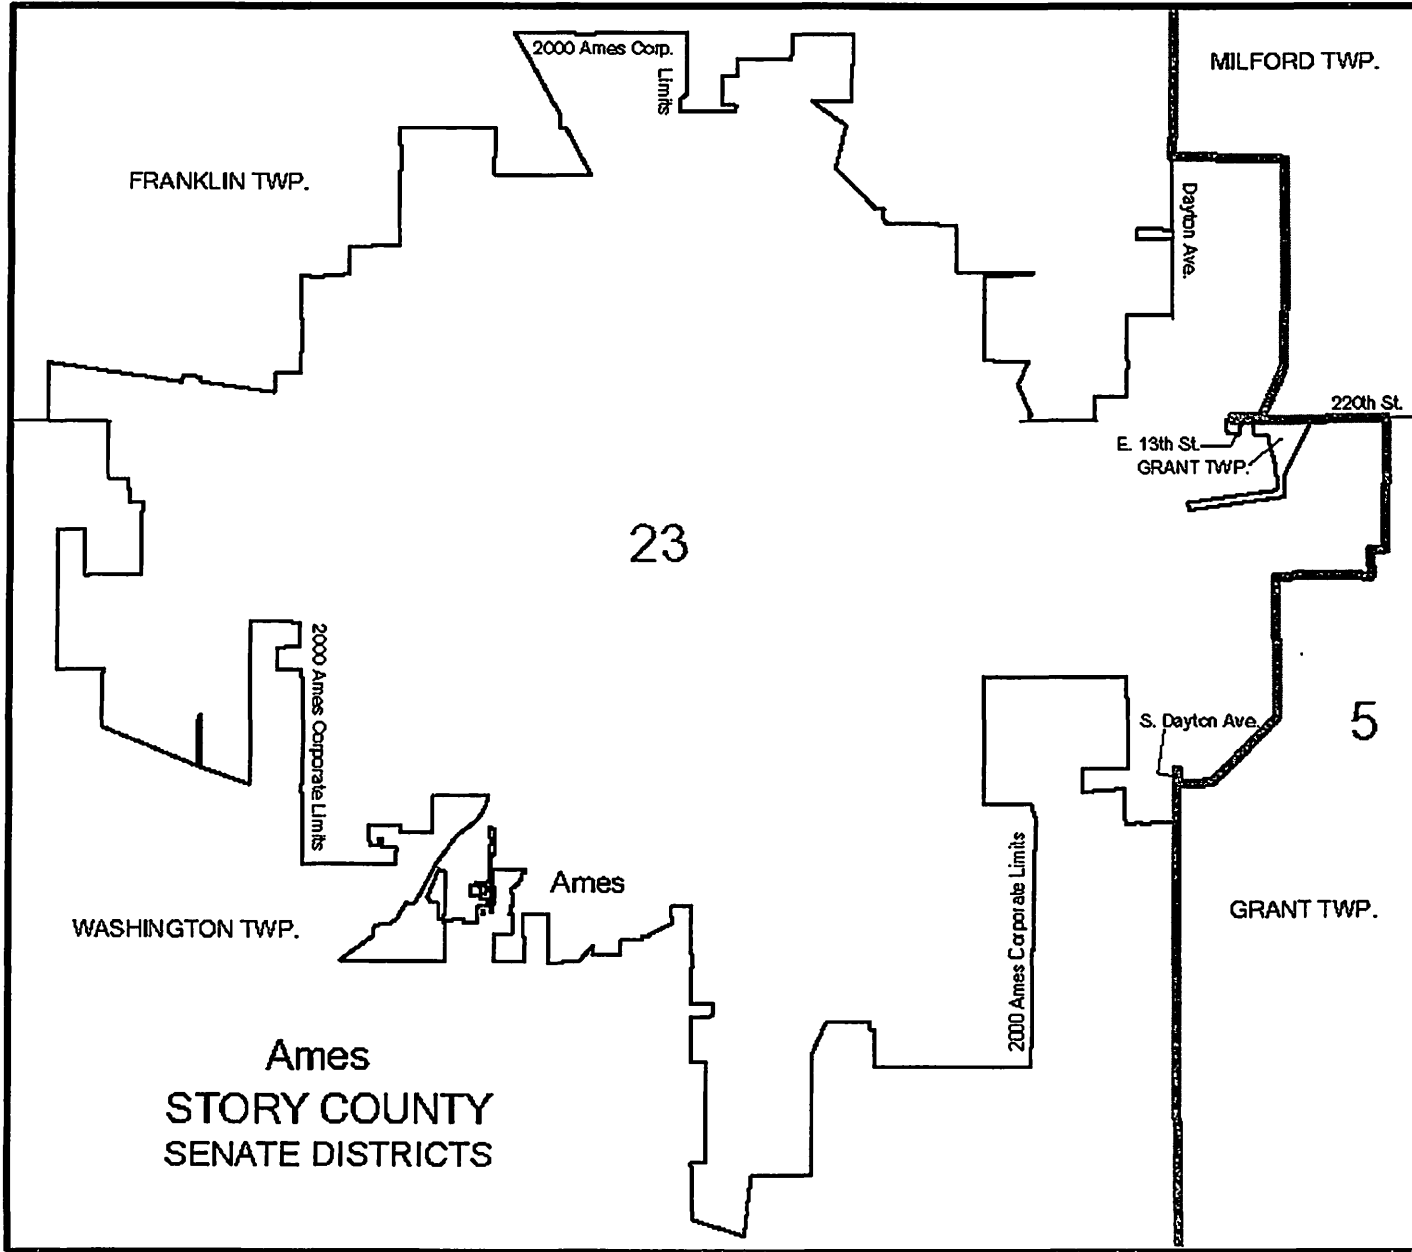 2000 Ames Corp.
Limits
MILFORD TWP.
FRANKLIN TWP.
Dayton Ave.
220th St.
E. 13th St.
GRANT TWP.
23
2000 Ames Corporate Limits
S. Dayton Ave.
5
Ames
2000 Ames Corporate Limits
WASHINGTON TWP.
GRANT TWP.
Ames
STORY COUNTY
SENATE DISTRICTS